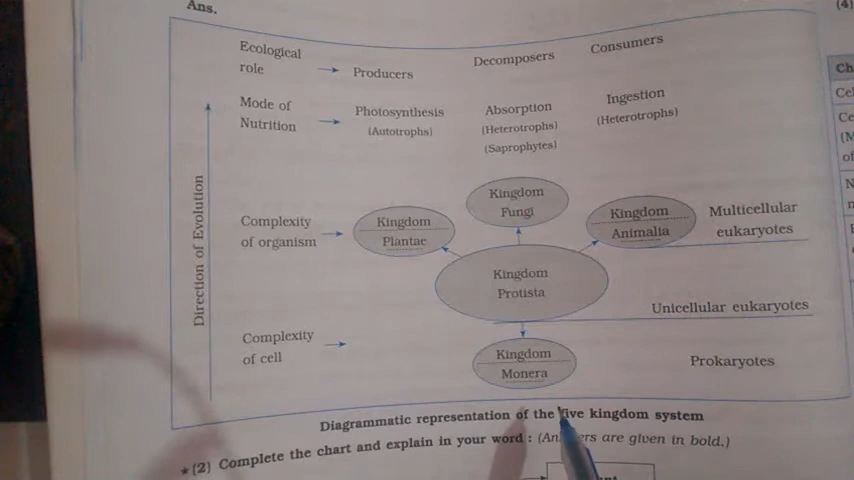 Ans.
(4)
Ecological
role
Producers
Decomposers
Consumers
Ch
Cel
Mode of
Nutrition
Photosynthesis
(Autotrophs)
Absorption
(Heterotrophs)
(Saprophytes)
Ingestion
(Heterotrophs)
Ce
(M
of
N
Direction of Evolution
Complexity
of organism
Kingdom
Plantae
Kingdom
Fungi
Kingdom
Animalia
Multicellular
eukaryotes
Kingdom
Protista
Unicellular eukaryotes
Complexity
of cell
Kingdom
Monera
Prokaryotes
Diagrammatic representation of the five kingdom system
★(2) Complete the chart and explain in your word : (Answers are given in bold.)